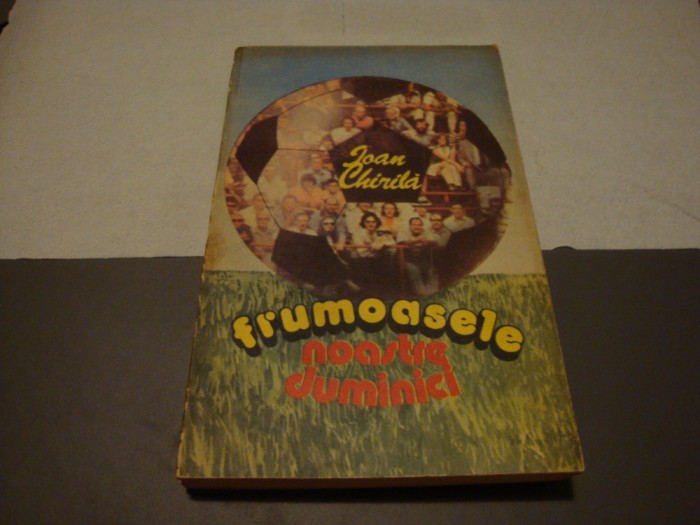 Ioan
Chirilă
frumoasele
noastre
duminici